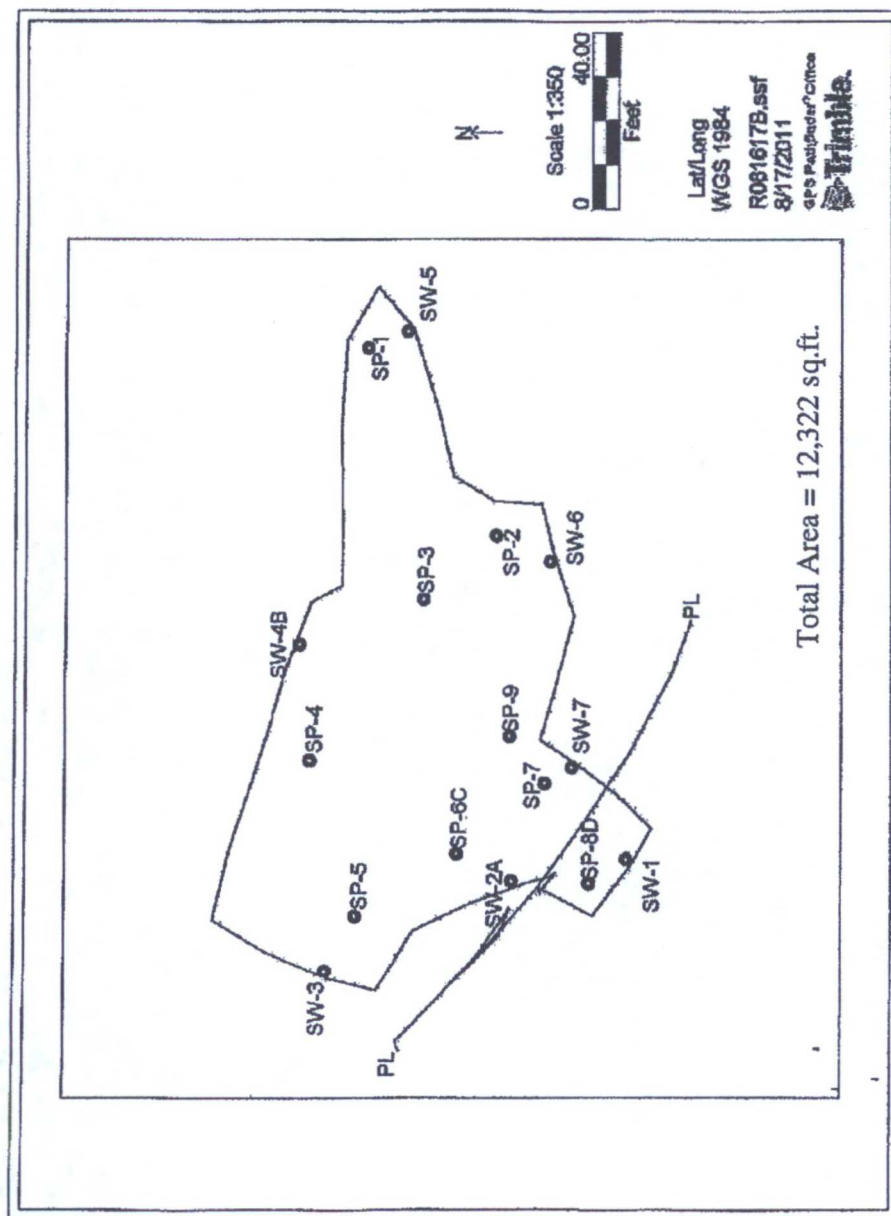 SW-4B
SP-4
SP-5
SW-3
SP-3
SP-1
SW-5
SP-6C
SP-9
SP-2
SW-2A
SP-7
SW-6
SW-7
SP-8D
SW-1
PL
PL
Total Area = 12,322 sq.ft.
N
Scale 1:350
0 40.00
Feet
Lat/Long
WGS 1984
R081617B.ssf
8/17/2011
GPS Pathfinder Office
Trimble.